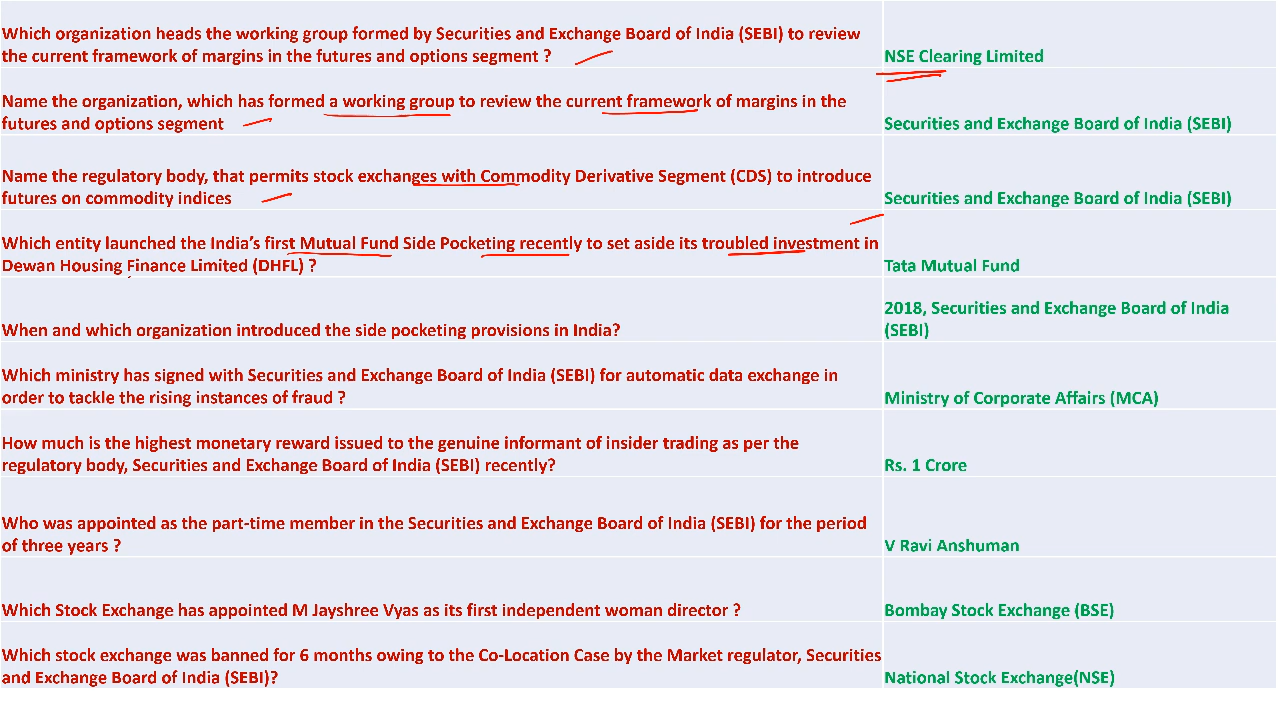 Which organization heads the working group formed by Securities and Exchange Board of India (SEBI) to review
the current framework of margins in the futures and options segment ?
NSE Clearing Limited
Name the organization, which has formed a working group to review the current framework of margins in the
futures and options segment
Securities and Exchange Board of India (SEBI)
Name the regulatory body, that permits stock exchanges with Commodity Derivative Segment (CDS) to introduce
futures on commodity indices
Securities and Exchange Board of India (SEBI)
Which entity launched the India’s first Mutual Fund Side Pocketing recently to set aside its troubled investment in
Dewan Housing Finance Limited (DHFL) ?
Tata Mutual Fund
When and which organization introduced the side pocketing provisions in India?
2018, Securities and Exchange Board of India
(SEBI)
Which ministry has signed with Securities and Exchange Board of India (SEBI) for automatic data exchange in
order to tackle the rising instances of fraud ?
Ministry of Corporate Affairs (MCA)
How much is the highest monetary reward issued to the genuine informant of insider trading as per the
regulatory body, Securities and Exchange Board of India (SEBI) recently?
Rs. 1 Crore
Who was appointed as the part-time member in the Securities and Exchange Board of India (SEBI) for the period
of three years ?
V Ravi Anshuman
Which Stock Exchange has appointed M Jayshree Vyas as its first independent woman director ?
Bombay Stock Exchange (BSE)
Which stock exchange was banned for 6 months owing to the Co-Location Case by the Market regulator, Securities
and Exchange Board of India (SEBI)?
National Stock Exchange(NSE)